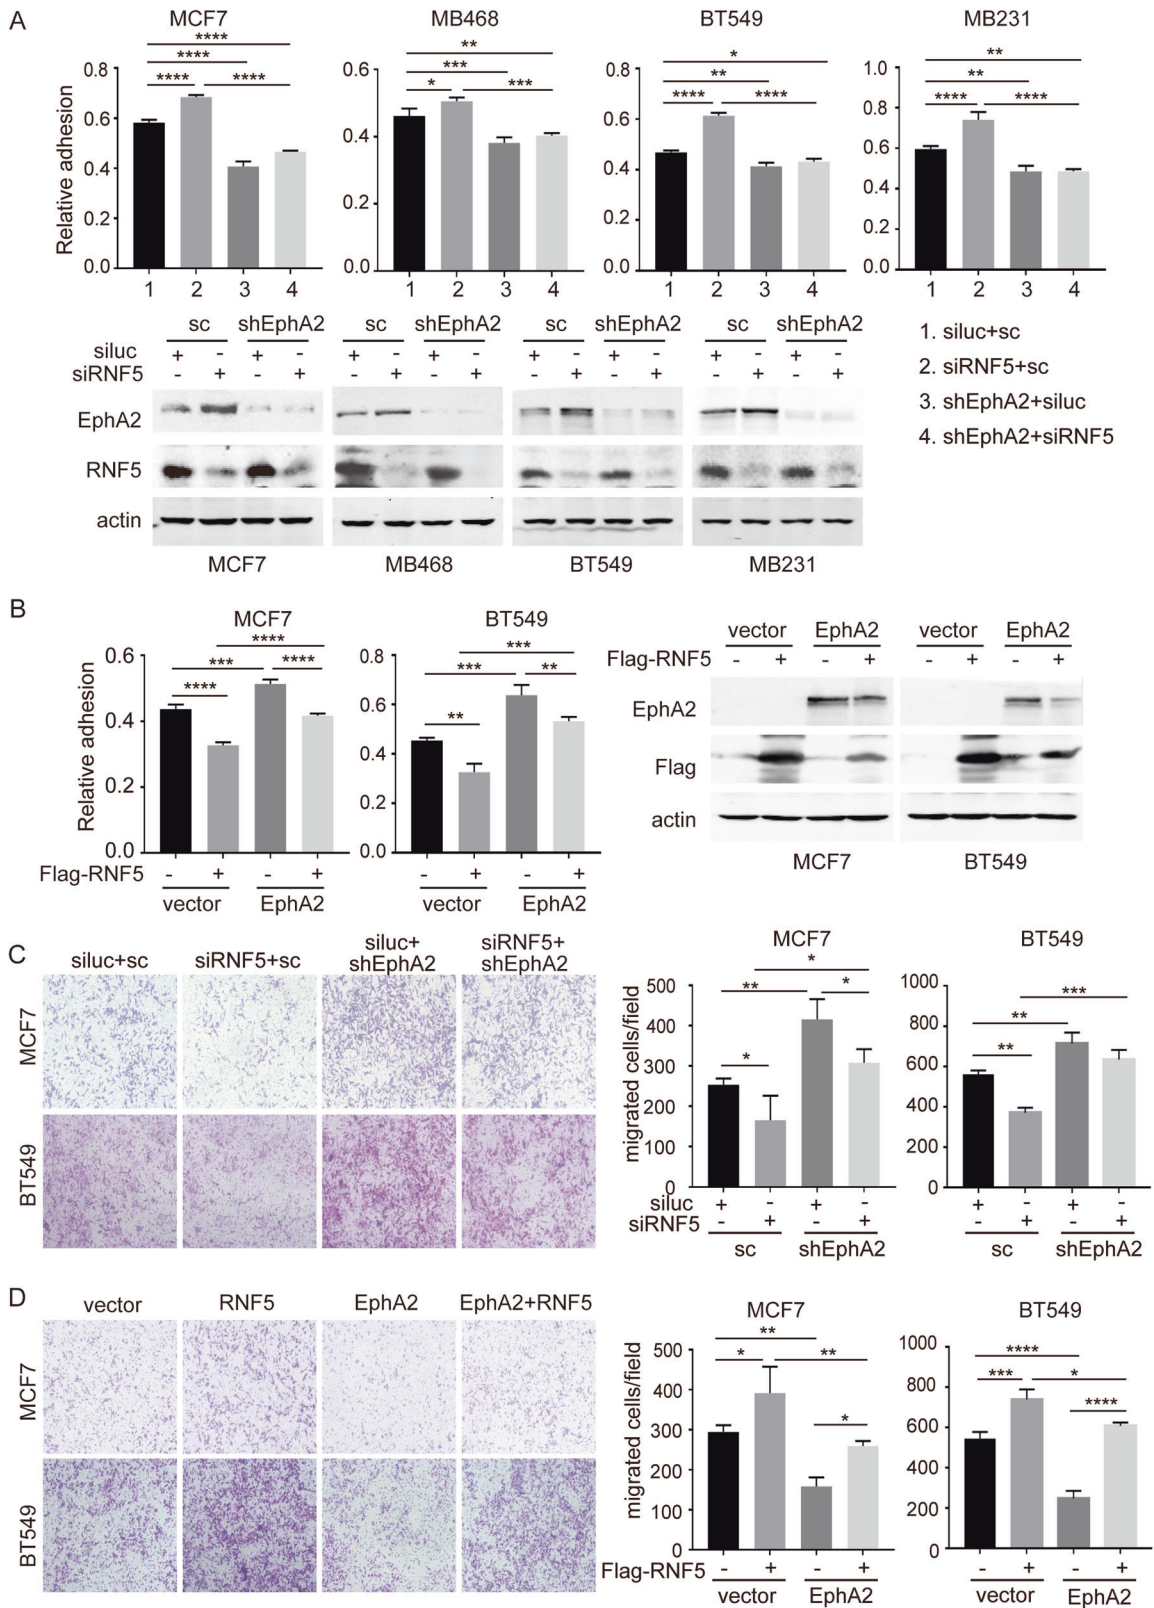 A
MCF7 MB468 BT549 MB231
**** ** * **
**** *** ** **
**** **** * *** **** **** **** ****
Relative adhesion
0.8 0.6 0.4 0.2 0.0
0.6 0.4 0.2 0.0
0.8 0.6 0.4 0.2 0.0
1.0 0.8 0.6 0.4 0.2 0.0
1 2 3 4 1 2 3 4 1 2 3 4 1 2 3 4
sc shEphA2 sc shEphA2 sc shEphA2 sc shEphA2
siluc + - + - + - + - + - + - + - + -
siRNF5 - + - + - + - + - + - + - + - +
EphA2
RNF5
actin
MCF7 MB468 BT549 MB231
1. siluc+sc
2. siRNF5+sc
3. shEphA2+siluc
4. shEphA2+siRNF5
B
MCF7 BT549
**** ***
*** **** *** **
**** **
Relative adhesion
0.6 0.4 0.2 0.0
0.8 0.6 0.4 0.2 0.0
Flag-RNF5 - + - + - + - +
vector EphA2 vector EphA2
vector EphA2 vector EphA2
Flag-RNF5 - + - + - + - +
EphA2
Flag
actin
MCF7 BT549
C
siluc+sc siRNF5+sc siluc+ shEphA2 siRNF5+ shEphA2
MCF7
BT549
MCF7 BT549
* ***
** * **
* **
migrated cells/field
500 400 300 200 100 0
1000 800 600 400 200 0
siluc + - + - + - + -
siRNF5 - + - + - + - +
sc shEphA2 sc shEphA2
D
vector RNF5 EphA2 EphA2+RNF5
MCF7
BT549
MCF7 BT549
** ****
* ** *** *
* ****
migrated cells/field
500 400 300 200 100 0
1000 800 600 400 200 0
Flag-RNF5 - + - + - + - +
vector EphA2 vector EphA2